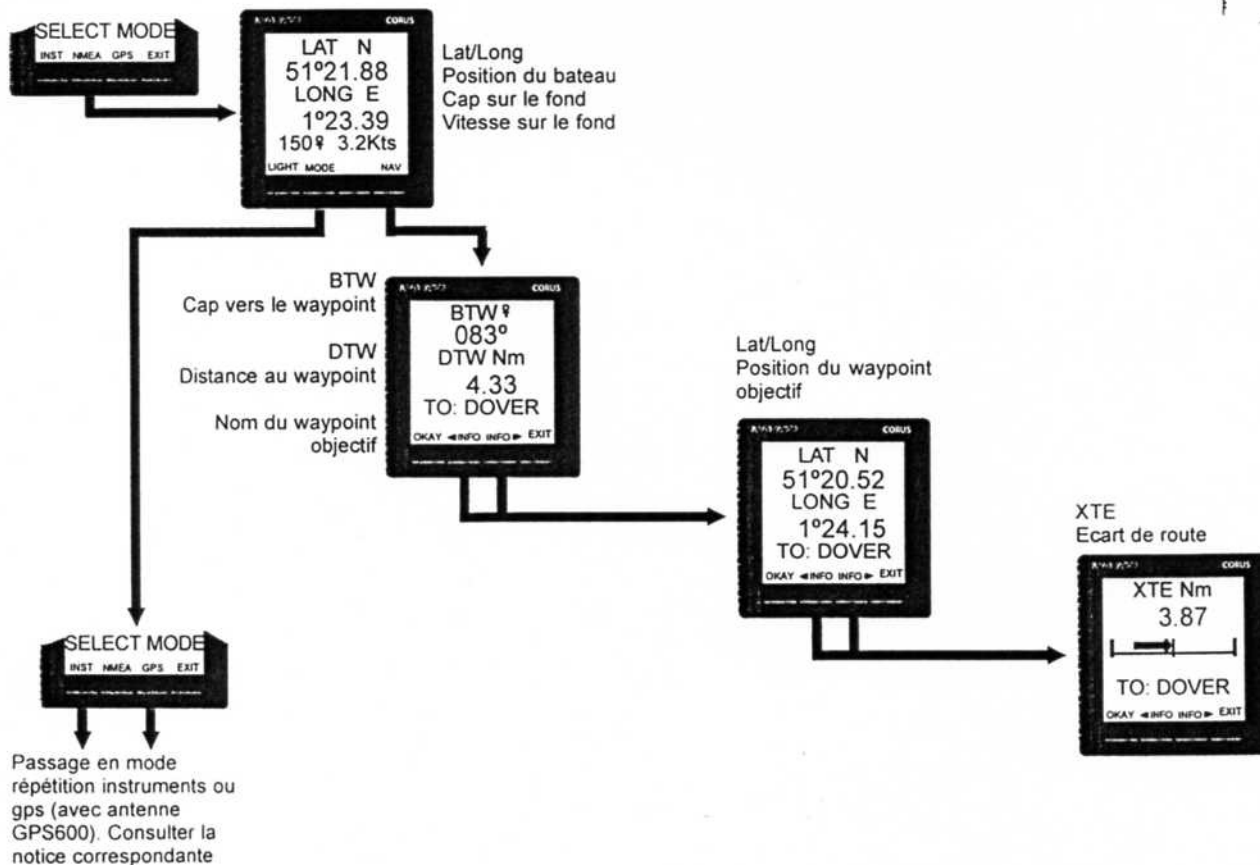 SELECT MODE
INST NMEA GPS EXIT
CORUS
LAT N
51º21.88
LONG E
1º23.39
150 3.2Kts
LIGHT MODE NAV
Lat/Long
Position du bateau
Cap sur le fond
Vitesse sur le fond
BTW
Cap vers le waypoint
DTW
Distance au waypoint
Nom du waypoint
objectif
CORUS
BTW
083º
DTW Nm
4.33
TO: DOVER
OKAY ◄INFO INFO► EXIT
Lat/Long
Position du waypoint
objectif
CORUS
LAT N
51º20.52
LONG E
1º24.15
TO: DOVER
OKAY ◄INFO INFO► EXIT
XTE
Ecart de route
CORUS
XTE Nm
3.87
TO: DOVER
OKAY ◄INFO INFO► EXIT
SELECT MODE
INST NMEA GPS EXIT
Passage en mode
répétition instruments ou
gps (avec antenne
GPS600). Consulter la
notice correspondante